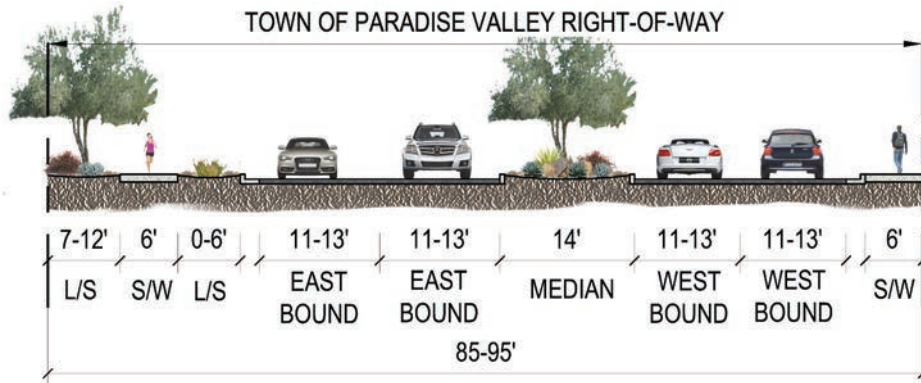 TOWN OF PARADISE VALLEY RIGHT-OF-WAY
7-12' 6' 0-6' 11-13' 11-13' 14' 11-13' 11-13' 6'
L/S S/W L/S EAST BOUND EAST BOUND MEDIAN WEST BOUND WEST BOUND S/W
85-95'